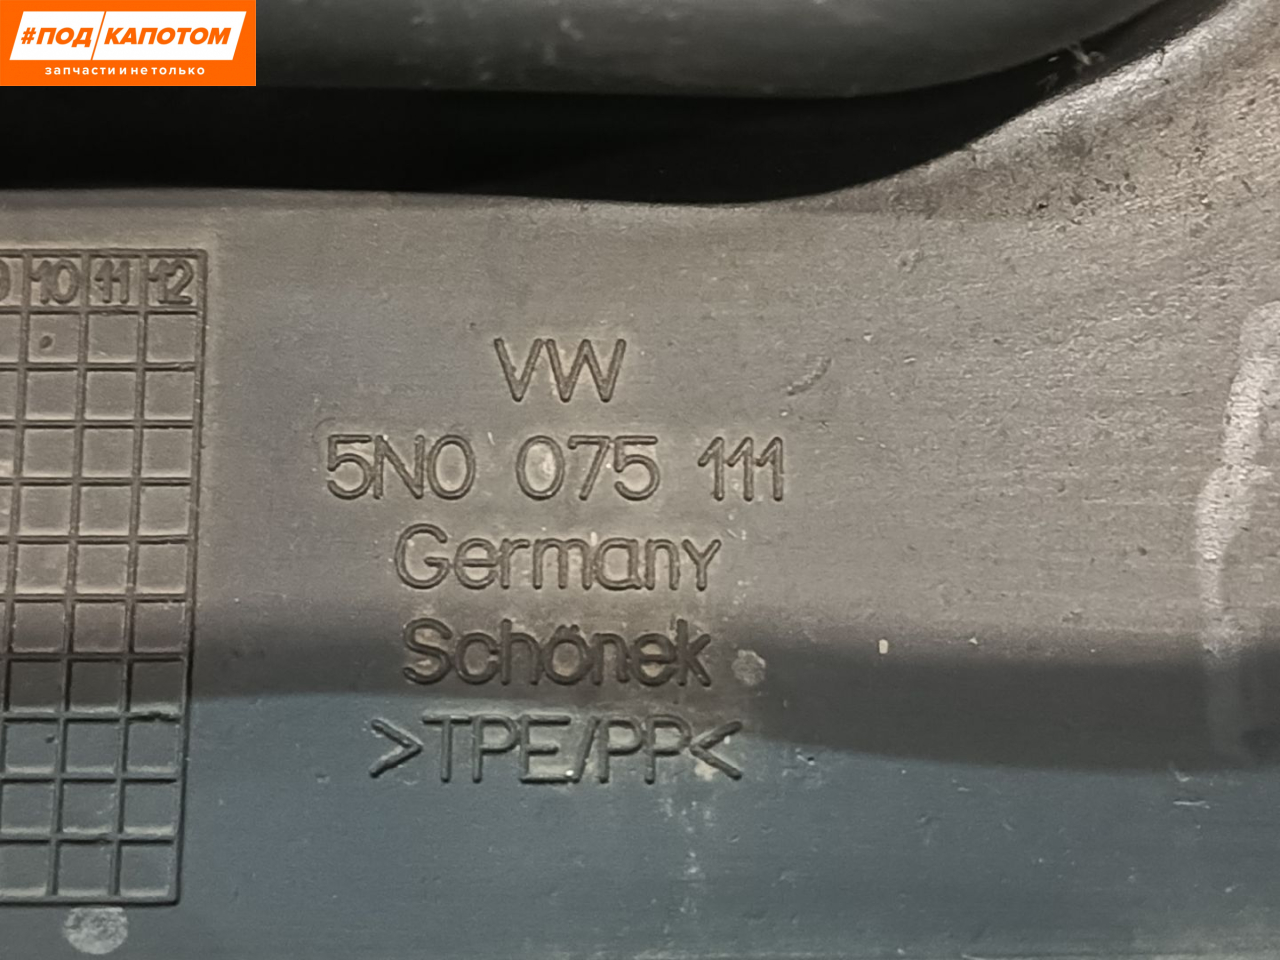 #ПОД КАПОТОМ
запчасти и не только
10 11 12
VW
5N0 075 111
Germany
Schönek
>TPE/PP<